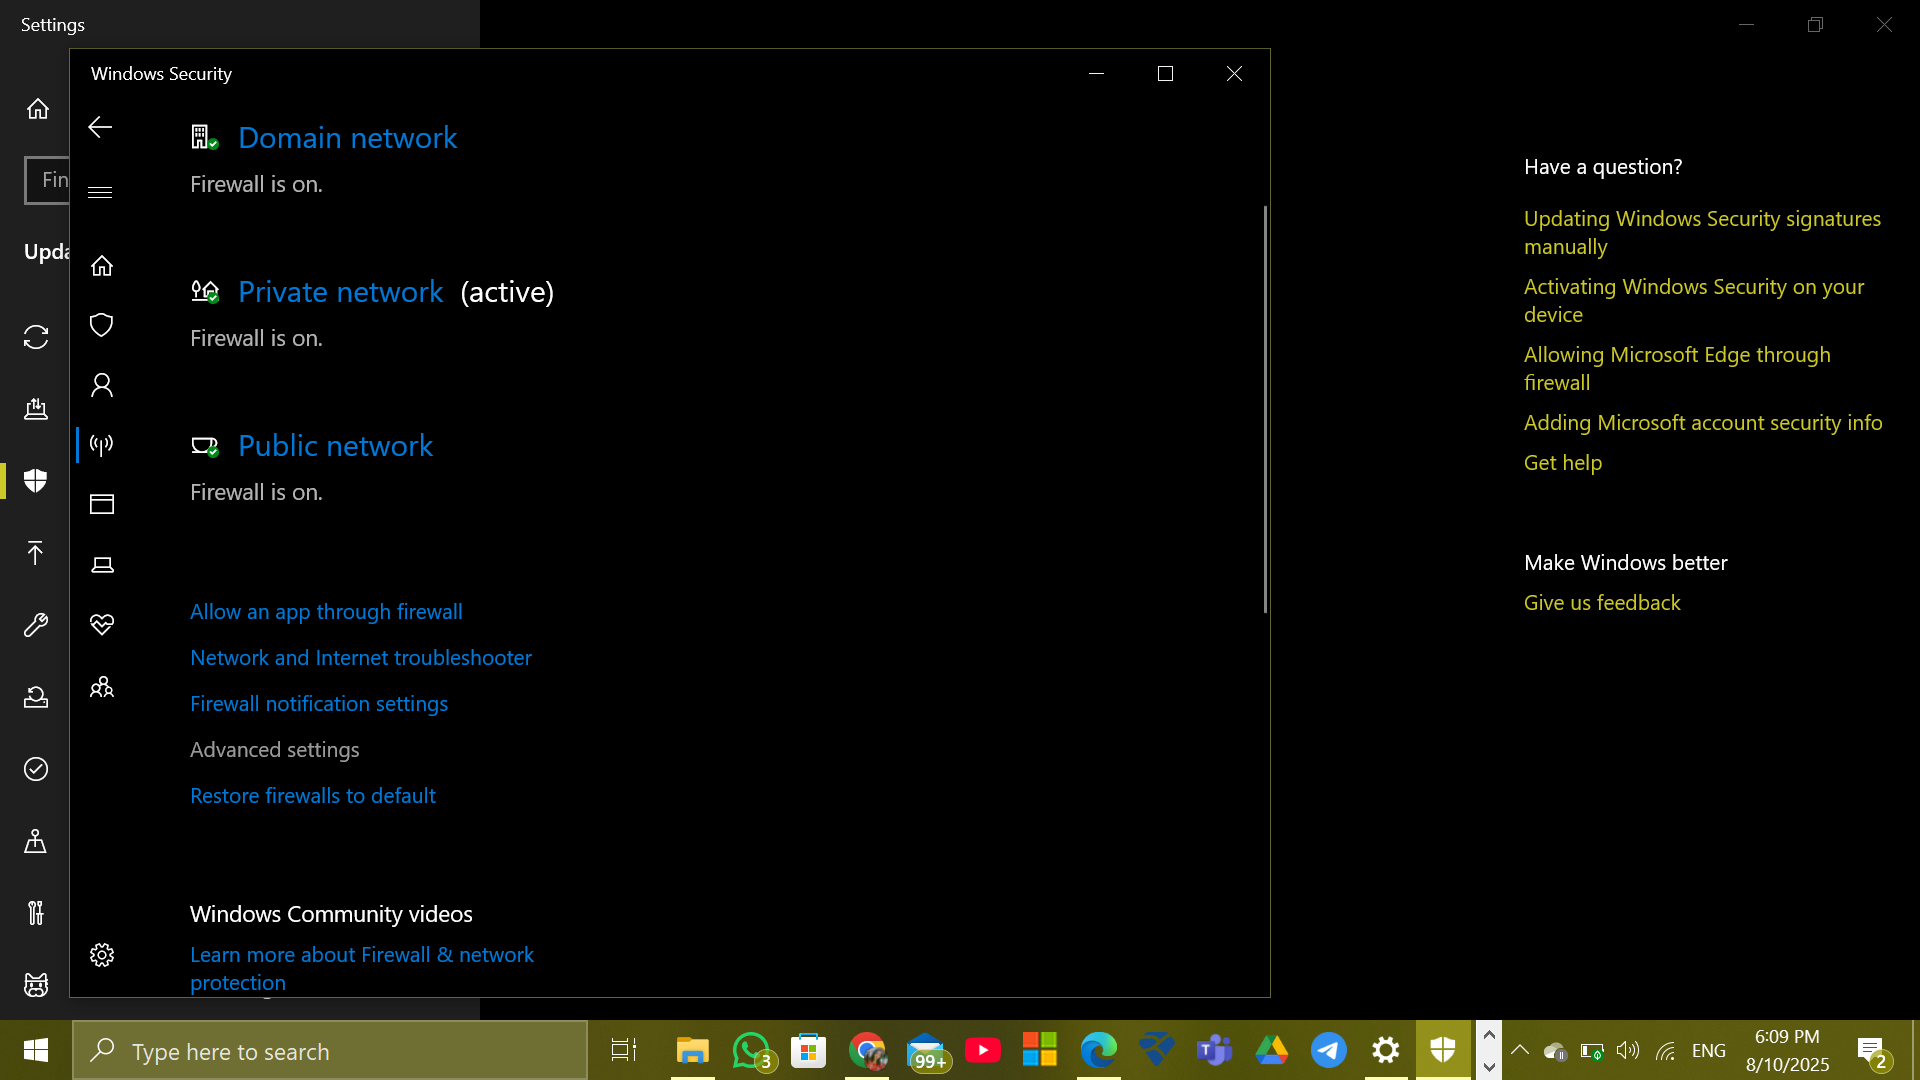 Settings
Windows Security
Fin
Upda
Domain network
Firewall is on.
Private network (active)
Firewall is on.
Public network
Firewall is on.
Allow an app through firewall
Network and Internet troubleshooter
Firewall notification settings
Advanced settings
Restore firewalls to default
Windows Community videos
Learn more about Firewall & network
protection
Have a question?
Updating Windows Security signatures
manually
Activating Windows Security on your
device
Allowing Microsoft Edge through
firewall
Adding Microsoft account security info
Get help
Make Windows better
Give us feedback
Type here to search
3
99+
T
ENG
6:09 PM
8/10/2025
2